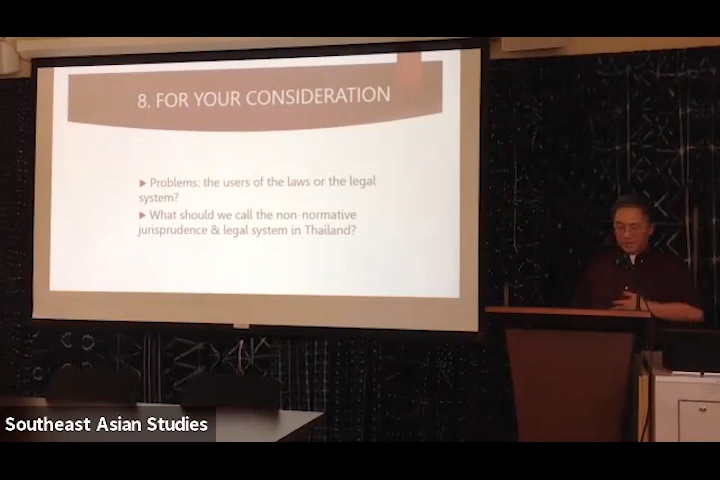 8. FOR YOUR CONSIDERATION
▶ Problems: the users of the laws or the legal
system?
▶ What should we call the non-normative
jurisprudence & legal system in Thailand?
Southeast Asian Studies